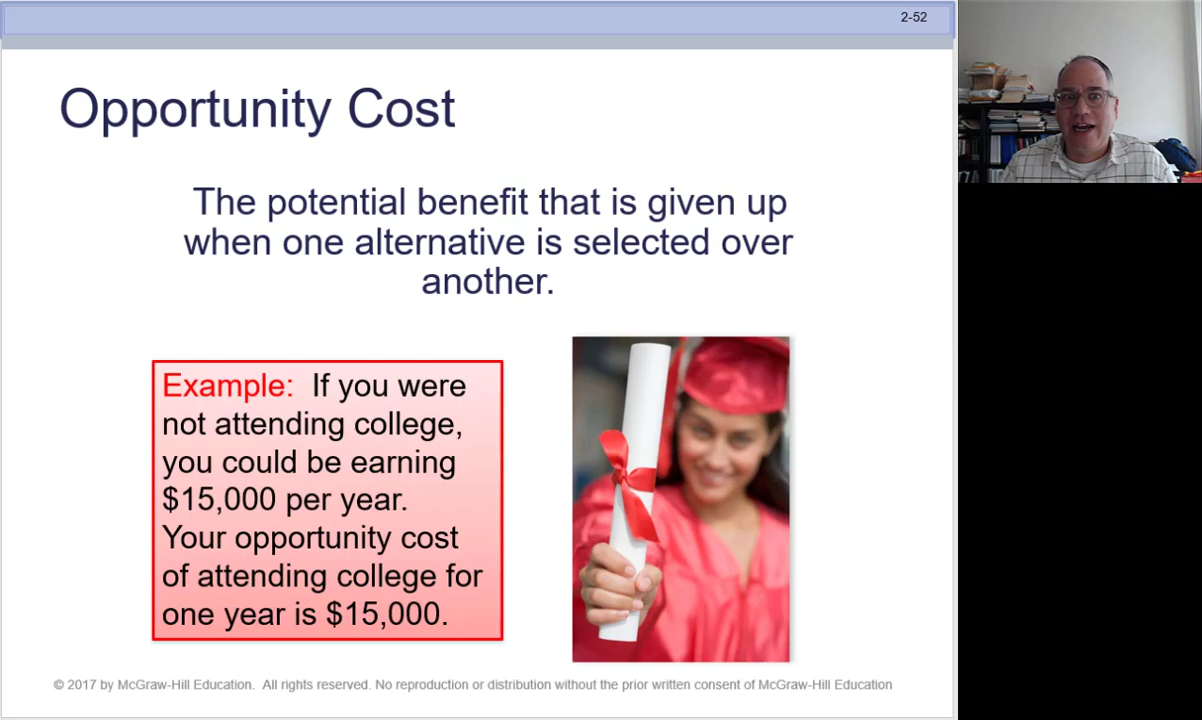 2-52
Opportunity Cost
The potential benefit that is given up
when one alternative is selected over
another.
Example:  If you were
not attending college,
you could be earning
$15,000 per year.
Your opportunity cost
of attending college for
one year is $15,000.
© 2017 by McGraw-Hill Education.  All rights reserved. No reproduction or distribution without the prior written consent of McGraw-Hill Education